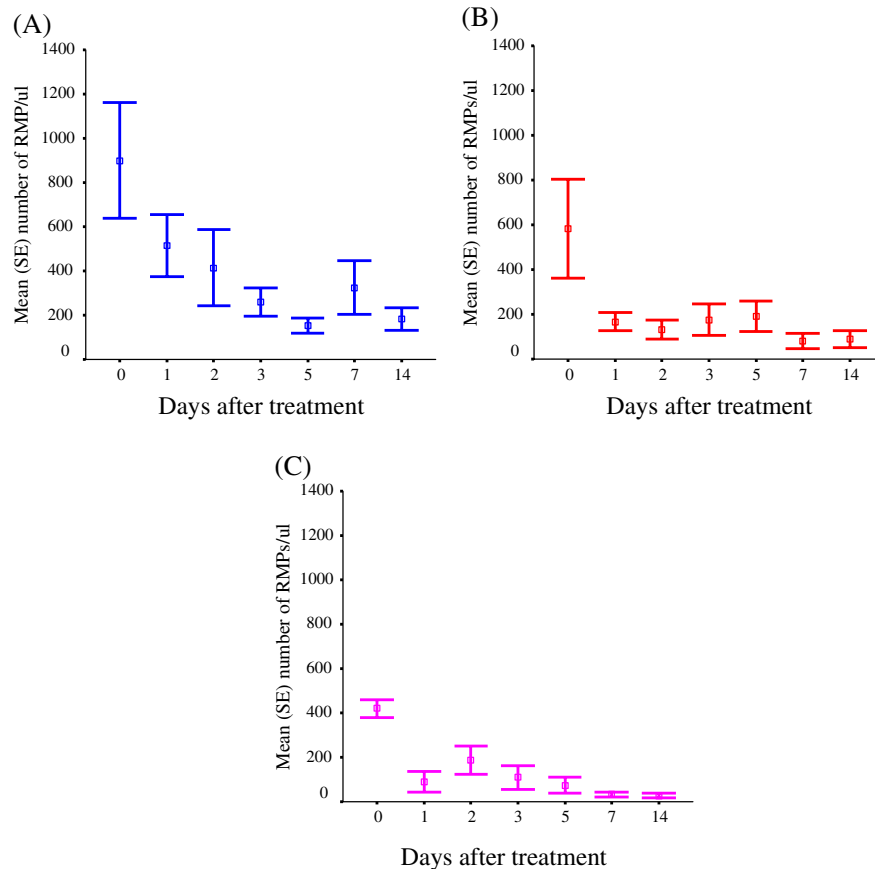 (A)
Mean (SE) number of RMP/ul
1400
1200
1000
800
600
400
200
0
0 1 2 3 5 7 14
Days after treatment
(B)
Mean (SE) number of RMPs/ul
1400
1200
1000
800
600
400
200
0
0 1 2 3 5 7 14
Days after treatment
(C)
Mean (SE) number of RMPs/ul
1400
1200
1000
800
600
400
200
0
0 1 2 3 5 7 14
Days after treatment